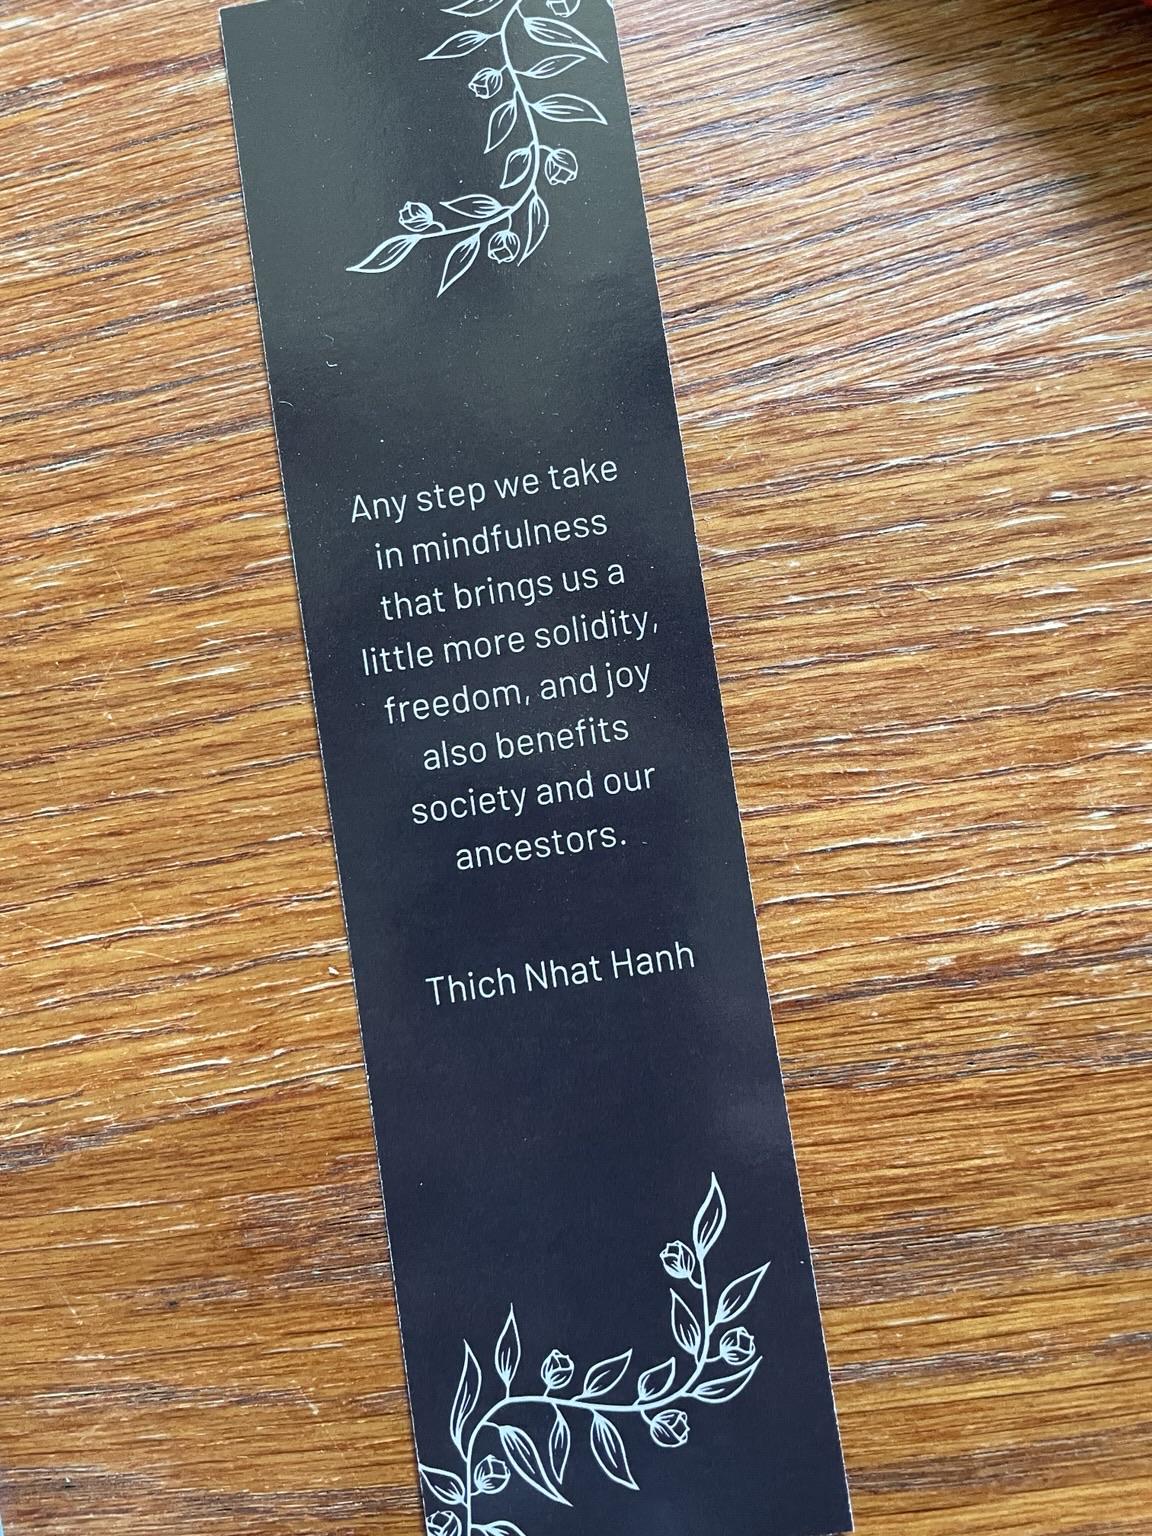 Any step we take
in mindfulness
that brings us a
little more solidity,
freedom, and joy
also benefits
society and our
ancestors.
Thich Nhat Hanh